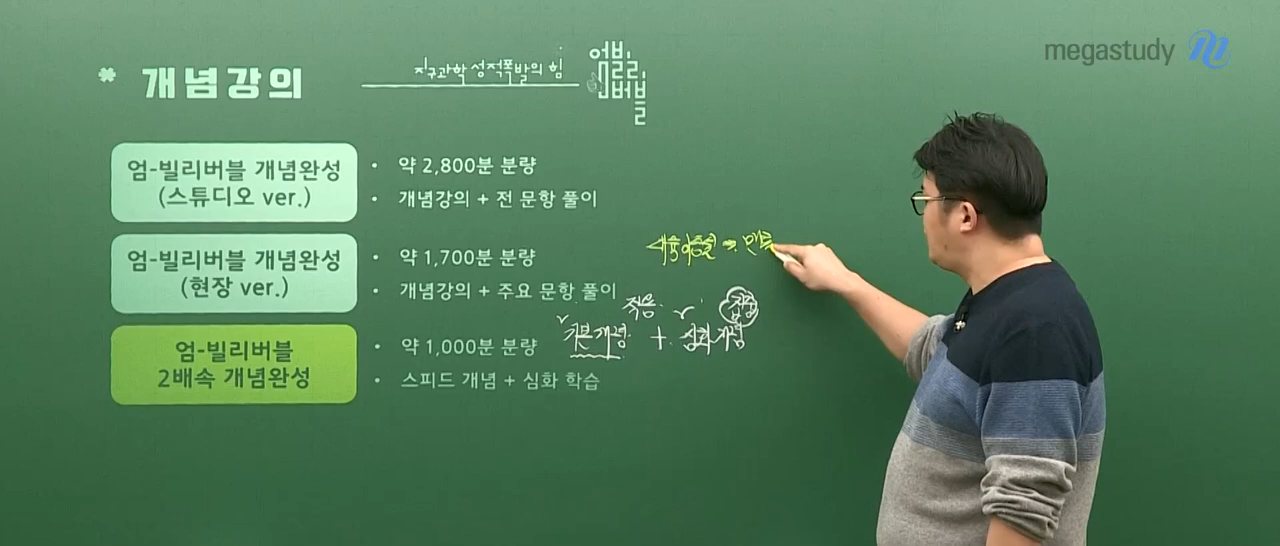 megastudy
* 개념강의
지구과학 성적폭발의 힘
엄빌리버블
엄-빌리버블 개념완성
(스튜디오 ver.)
• 약 2,800분 분량
• 개념강의 + 전 문항 풀이
엄-빌리버블 개념완성
(현장 ver.)
• 약 1,700분 분량
• 개념강의 + 주요 문항 풀이
엄-빌리버블
2배속 개념완성
• 약 1,000분 분량
• 스피드 개념 + 심화 학습
적음
기본개념 + 심화개념